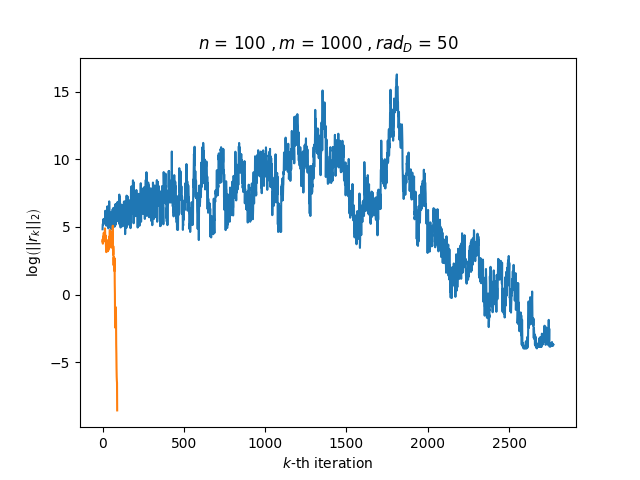 n = 100 , m = 1000 , rad_D = 50
15
10
5
0
−5
log(||r_k||_2)
0 500 1000 1500 2000 2500
k-th iteration